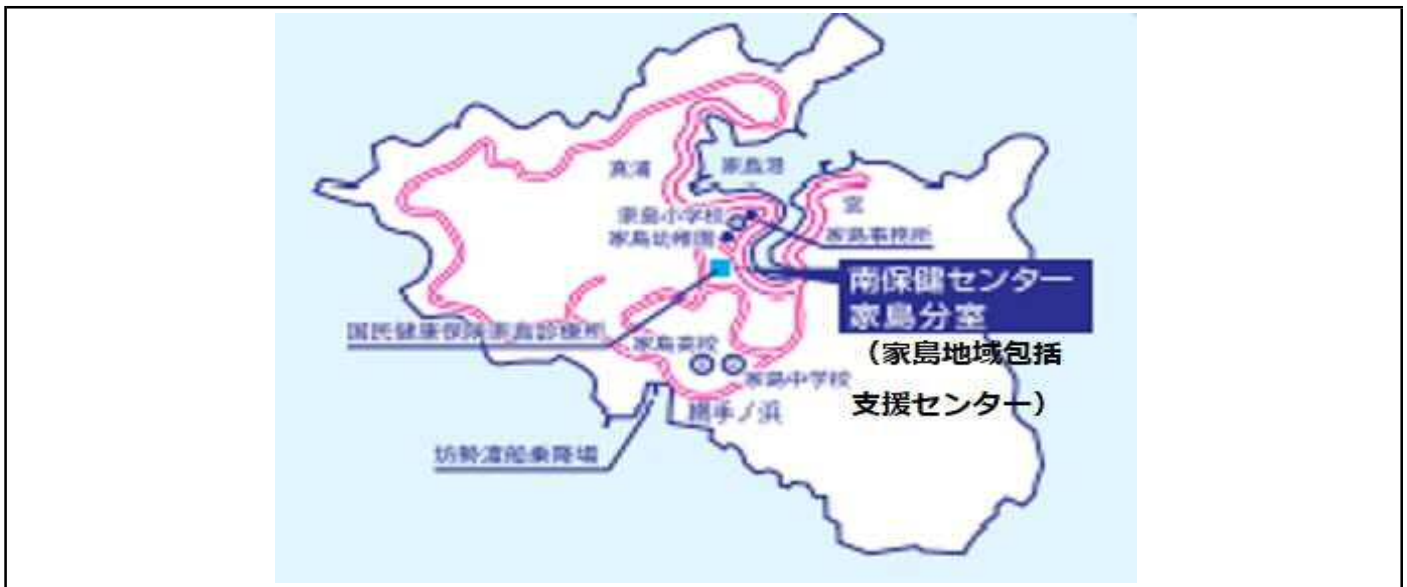 真浦
家島港
宮
家島小学校
家島幼稚園
家島事務所
南保健センター
家島分室
（家島地域包括
支援センター）
国民健康保険家島診療所
家島高校
家島中学校
網手ノ浜
坊勢渡船乗降場